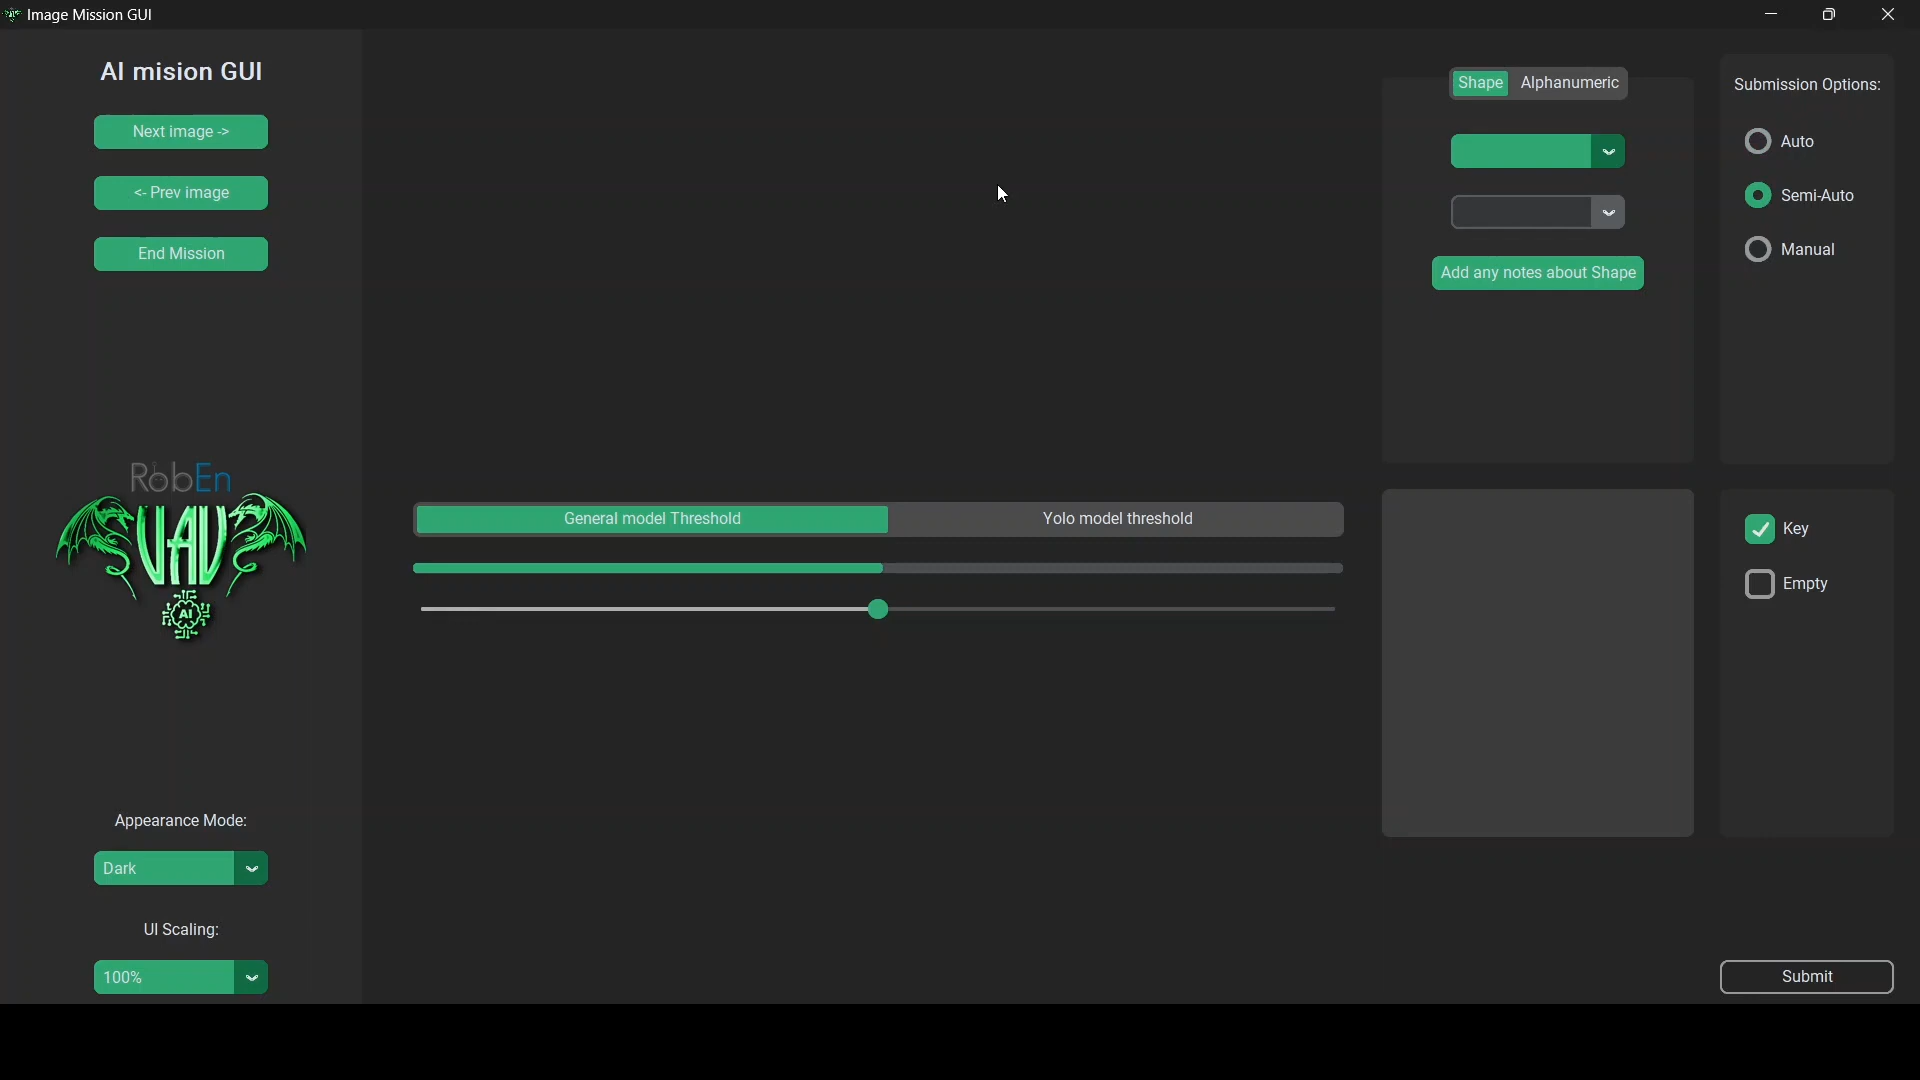 Image Mission GUI
AI mision GUI
Next image ->
<- Prev image
End Mission
RobEn
UAV
AI
Appearance Mode:
Dark
UI Scaling:
100%
General model Threshold
Yolo model threshold
Shape
Alphanumeric
Add any notes about Shape
Submission Options:
Auto
Semi-Auto
Manual
Key
Empty
Submit